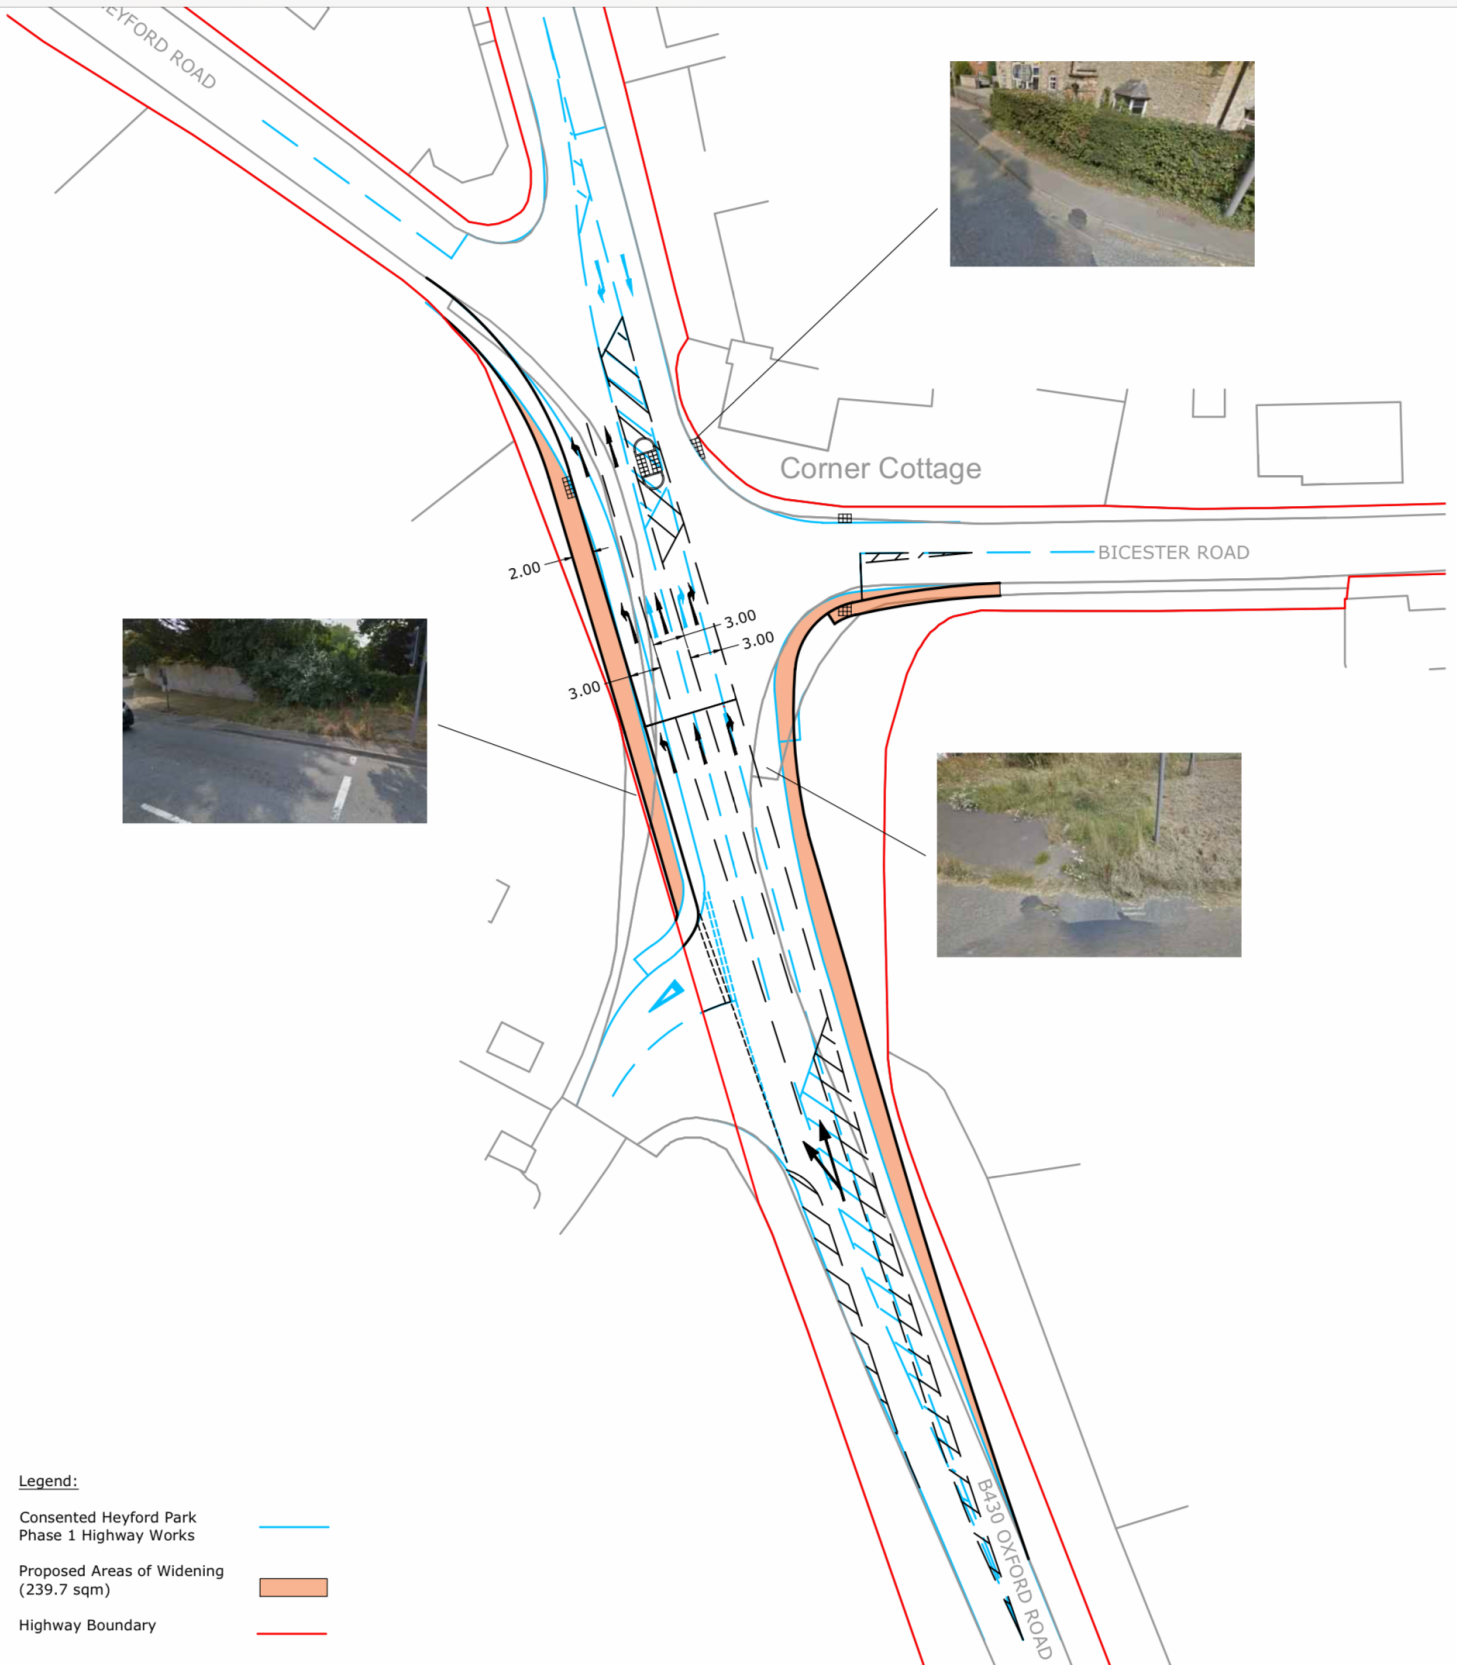 HEYFORD ROAD
Corner Cottage
BICESTER ROAD
2.00
3.00
3.00
3.00
B430 OXFORD ROAD
Legend:
Consented Heyford Park
Phase 1 Highway Works
Proposed Areas of Widening
(239.7 sqm)
Highway Boundary